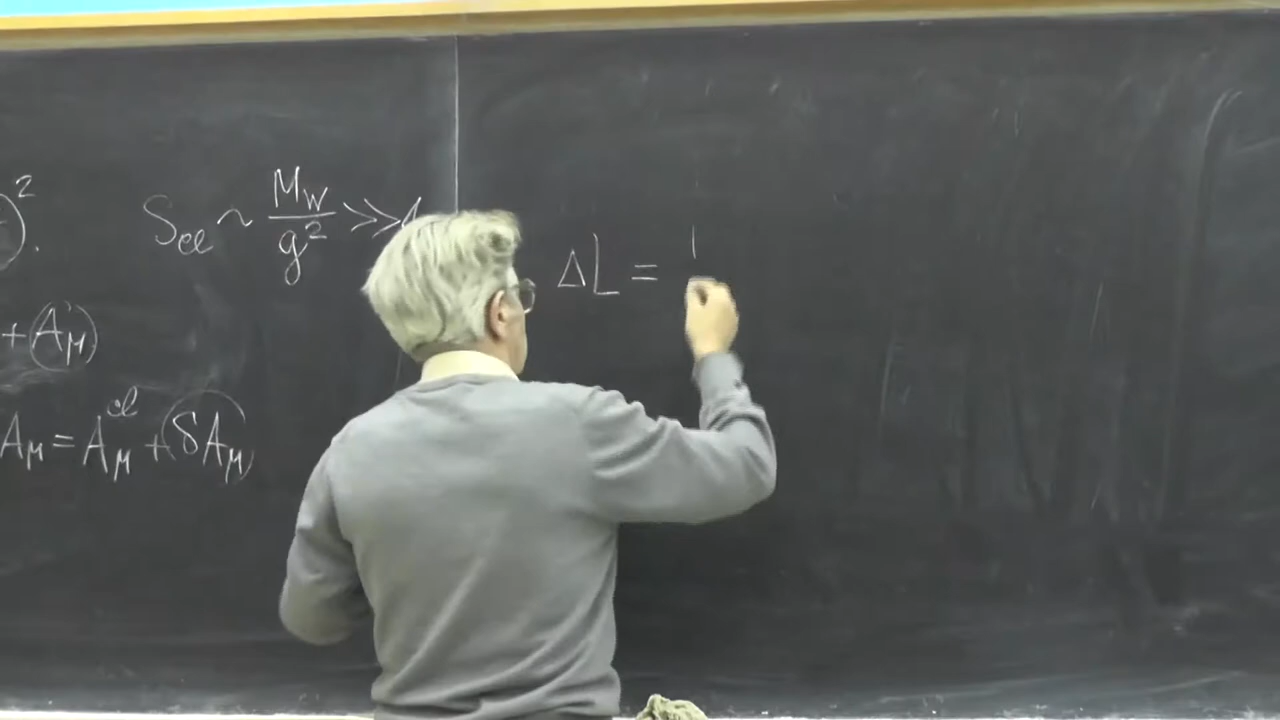 )². S_cl ~ M_W / g² >> 1
ΔL = 1
+ (A_μ)
A_μ = A_μ^cl + (δA_μ)